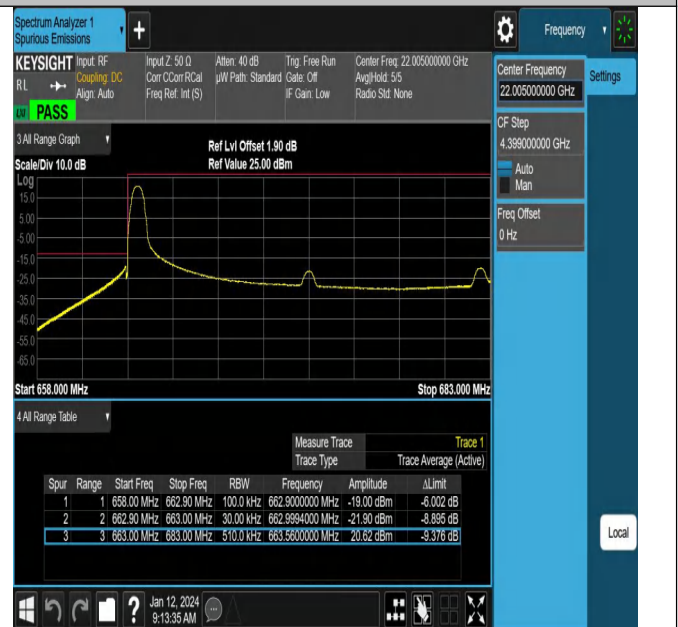 Spectrum Analyzer 1
Spurious Emissions
Frequency
KEYSIGHT Input: RF Input Z: 50 Ω Atten: 40 dB Trig: Free Run Center Freq: 22.005000000 GHz
RL Coupling: DC Corr CCorr RCal µW Path: Standard Gate: Off Avg|Hold: 5/5
Align: Auto Freq Ref: Int (S) IF Gain: Low Radio Std: None
LXI PASS
Center Frequency
22.005000000 GHz
Settings
CF Step
4.399000000 GHz
Auto
Man
Freq Offset
0 Hz
3 All Range Graph
Ref Lvl Offset 1.90 dB
Scale/Div 10.0 dB Ref Value 25.00 dBm
Log
15.0
5.00
-5.00
-15.0
-25.0
-35.0
-45.0
-55.0
-65.0
Start 658.000 MHz Stop 683.000 MHz
4 All Range Table
Measure Trace Trace 1
Trace Type Trace Average (Active)
Spur Range Start Freq Stop Freq RBW Frequency Amplitude ΔLimit
1 1 658.00 MHz 662.90 MHz 100.0 kHz 662.9000000 MHz -19.00 dBm -6.002 dB
2 2 662.90 MHz 663.00 MHz 30.00 kHz 662.9994000 MHz -21.90 dBm -8.895 dB
3 3 663.00 MHz 683.00 MHz 510.0 kHz 663.5600000 MHz 20.62 dBm -9.376 dB
Local
? Jan 12, 2024
9:13:35 AM